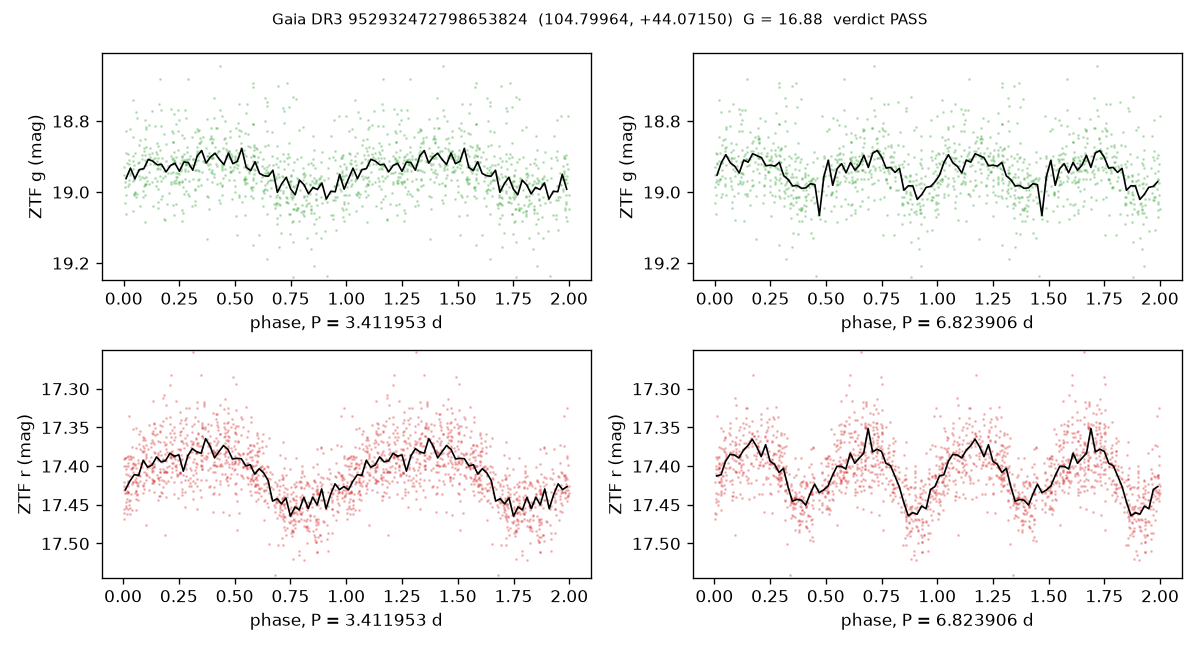 Gaia DR3 952932472798653824 (104.79964, +44.07150) G = 16.88 verdict PASS
ZTF g (mag)
18.8
19.0
19.2
0.00 0.25 0.50 0.75 1.00 1.25 1.50 1.75 2.00
phase, P = 3.411953 d
ZTF g (mag)
18.8
19.0
19.2
0.00 0.25 0.50 0.75 1.00 1.25 1.50 1.75 2.00
phase, P = 6.823906 d
ZTF r (mag)
17.30
17.35
17.40
17.45
17.50
0.00 0.25 0.50 0.75 1.00 1.25 1.50 1.75 2.00
phase, P = 3.411953 d
ZTF r (mag)
17.30
17.35
17.40
17.45
17.50
0.00 0.25 0.50 0.75 1.00 1.25 1.50 1.75 2.00
phase, P = 6.823906 d